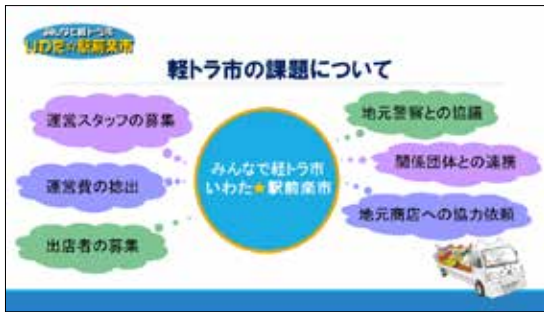 みんなで軽トラ市
いわた☆駅前楽市
軽トラ市の課題について
運営スタッフの募集
運営費の捻出
出店者の募集
みんなで軽トラ市
いわた★駅前楽市
地元警察との協議
関係団体との連携
地元商店への協力依頼